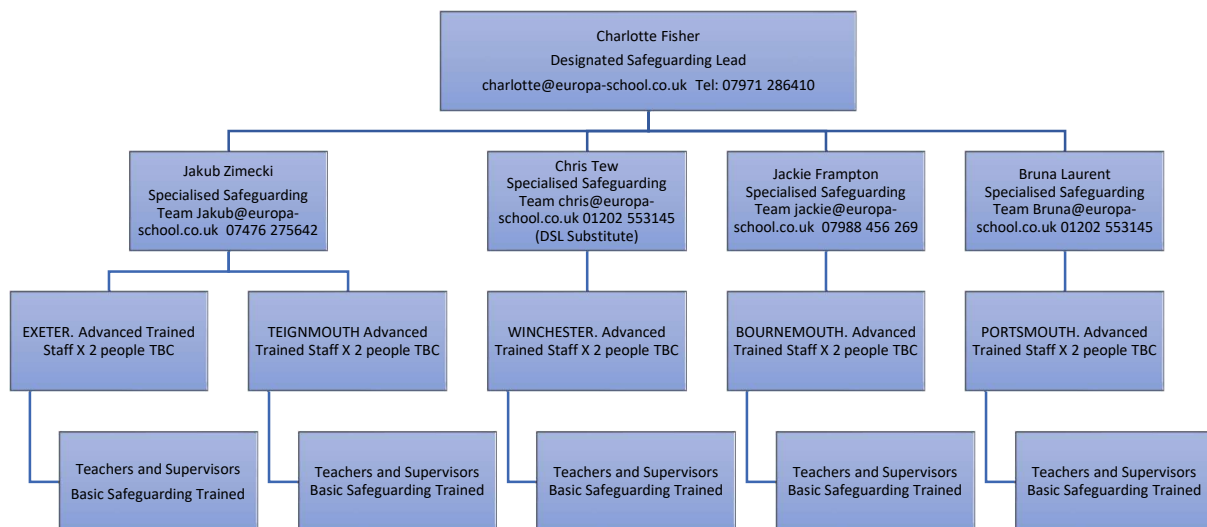 Charlotte Fisher
Designated Safeguarding Lead
charlotte@europa-school.co.uk  Tel: 07971 286410
Jakub Zimecki
Specialised Safeguarding
Team Jakub@europa-
school.co.uk  07476 275642
Chris Tew
Specialised Safeguarding
Team chris@europa-
school.co.uk 01202 553145
(DSL Substitute)
Jackie Frampton
Specialised Safeguarding
Team jackie@europa-
school.co.uk  07988 456 269
Bruna Laurent
Specialised Safeguarding
Team Bruna@europa-
school.co.uk 01202 553145
EXETER. Advanced Trained
Staff X 2 people TBC
TEIGNMOUTH Advanced
Trained Staff X 2 people TBC
WINCHESTER. Advanced
Trained Staff X 2 people TBC
BOURNEMOUTH. Advanced
Trained Staff X 2 people TBC
PORTSMOUTH. Advanced
Trained Staff X 2 people TBC
Teachers and Supervisors
Basic Safeguarding Trained
Teachers and Supervisors
Basic Safeguarding Trained
Teachers and Supervisors
Basic Safeguarding Trained
Teachers and Supervisors
Basic Safeguarding Trained
Teachers and Supervisors
Basic Safeguarding Trained